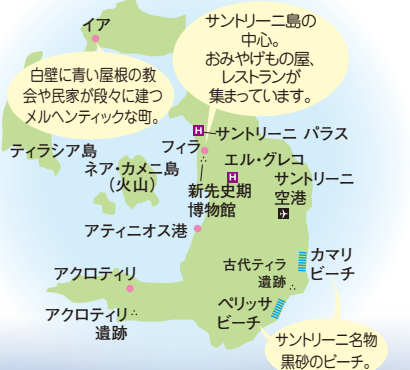 イア
サントリーニ島の
中心。
おみやげもの屋、
レストランが
集まっています。
白壁に青い屋根の教
会や民家が段々に建つ
メルヘンティックな町。
H サントリーニ パラス
ティラシア島
フィラ
ネア・カメニ島
(火山)
エル・グレコ
H
サントリーニ
空港
新先史期
博物館
アティニオス港
カマリ
ビーチ
古代ティラ
遺跡
アクロティリ
ペリッサ
ビーチ
アクロティリ
遺跡
サントリーニ名物
黒砂のビーチ。